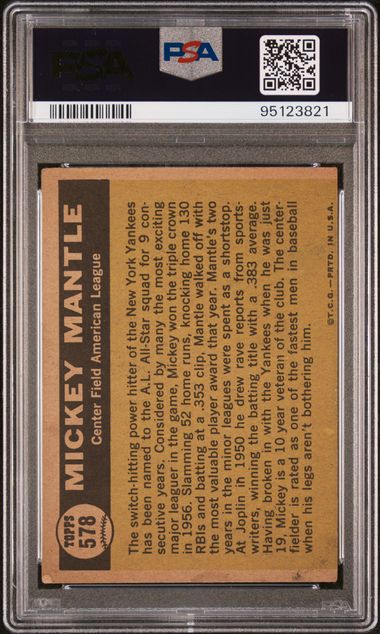 PSA
PSA
95123821
TOPPS
578
MICKEY MANTLE
Center Field American League
The switch-hitting power hitter of the New York Yankees
has been named to the A.L. All-Star squad for 9 con-
secutive years. Considered by many the most exciting
major leaguer in the game, Mickey won the triple crown
in 1956. Slamming 52 home runs, knocking home 130
RBIs and batting at a .353 clip, Mantle walked off with
the most valuable player award that year. Mantle's two
years in the minor leagues were spent as a shortstop.
At Joplin in 1950 he drew rave reports from sports-
writers, winning the batting title with a .383 average.
Having broken in with the Yankees when he was just
19, Mickey is a 10 year veteran of the club. The center-
fielder is rated as one of the fastest men in baseball
when his legs aren't bothering him.
©T.C.G.—PRTD. IN U.S.A.